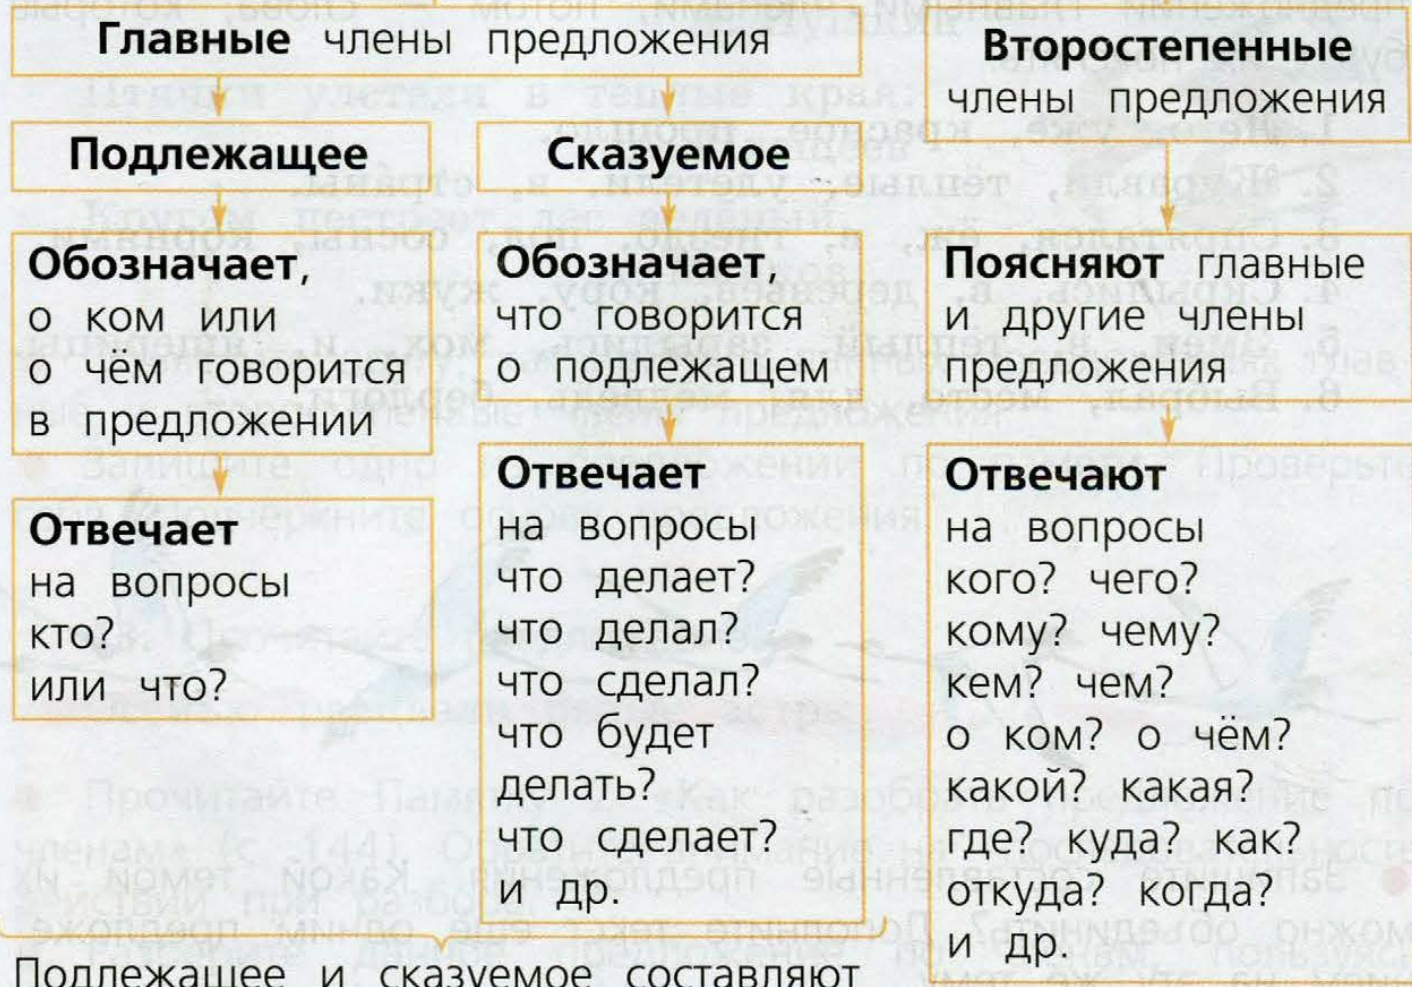 Главные члены предложения
Подлежащее
Обозначает,
о ком или
о чём говорится
в предложении
Отвечает
на вопросы
кто?
или что?
Сказуемое
Обозначает,
что говорится
о подлежащем
Отвечает
на вопросы
что делает?
что делал?
что сделал?
что будет
делать?
что сделает?
и др.
Второстепенные
члены предложения
Поясняют главные
и другие члены
предложения
Отвечают
на вопросы
кого? чего?
кому? чему?
кем? чем?
о ком? о чём?
какой? какая?
где? куда? как?
откуда? когда?
и др.
Подлежащее и сказуемое составляют